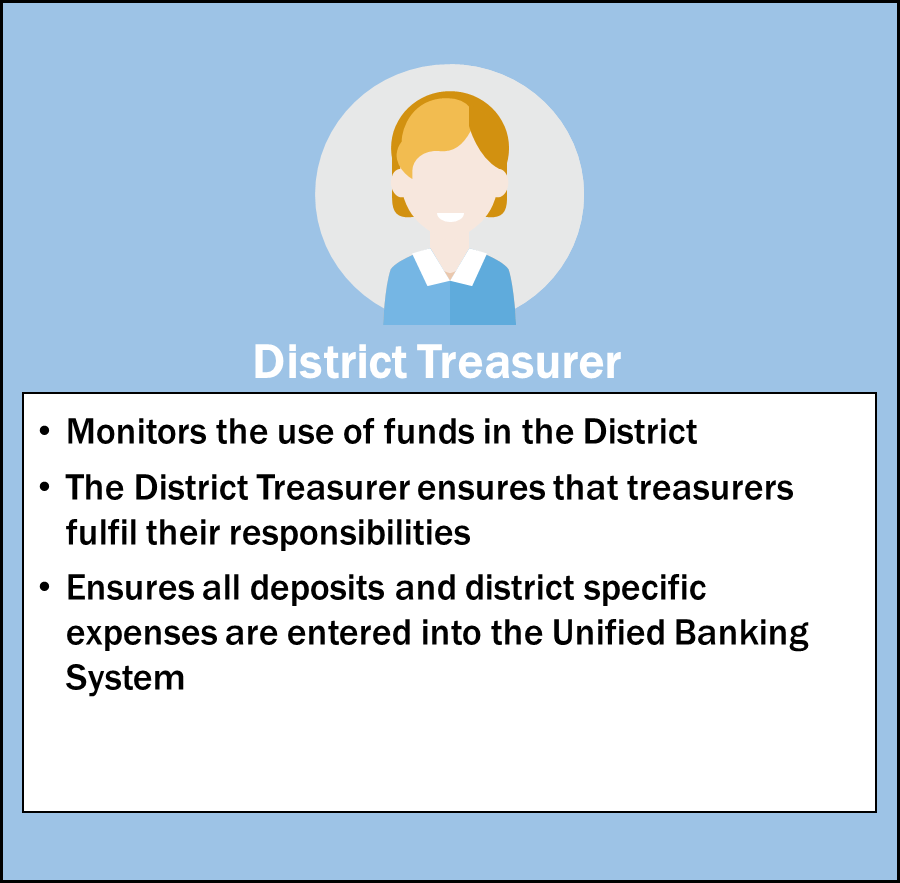 District Treasurer
• Monitors the use of funds in the District
• The District Treasurer ensures that treasurers
fulfil their responsibilities
• Ensures all deposits and district specific
expenses are entered into the Unified Banking
System